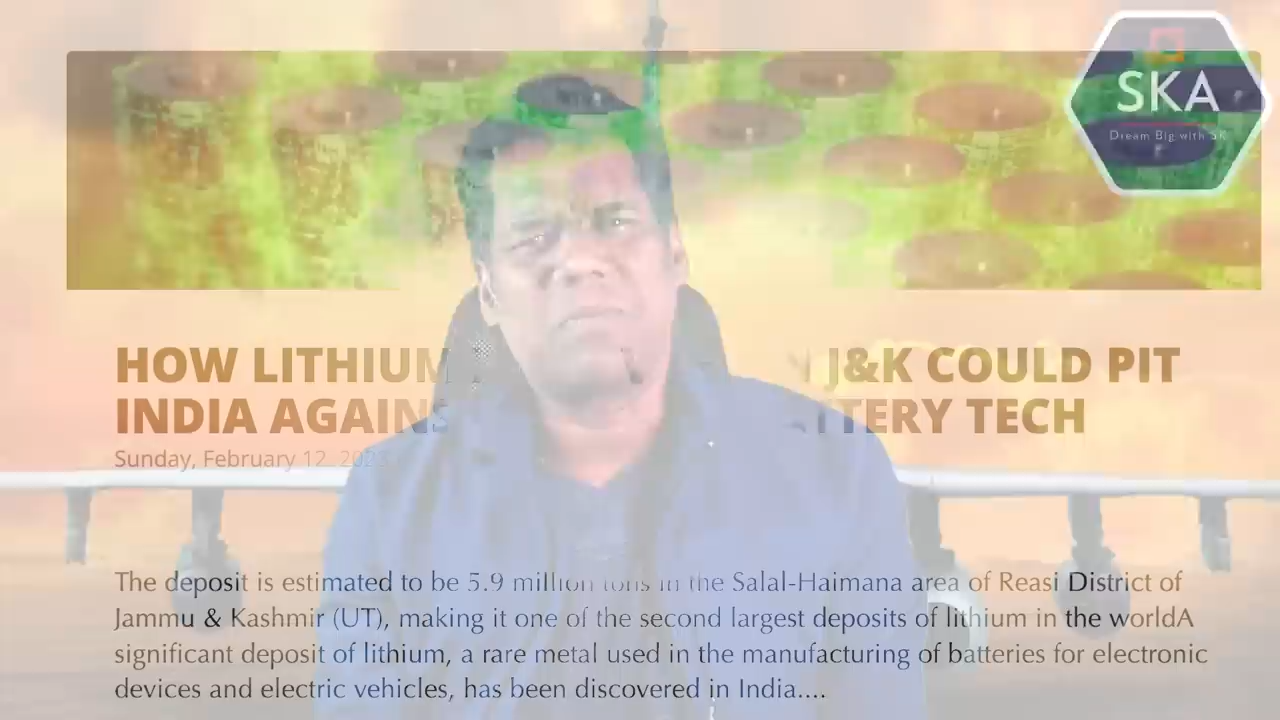 SKA
Dream Big with SK
HOW LITHIUM J&K COULD PIT
INDIA AGAINS TTERY TECH
Sunday, February 12, 2023
The deposit is estimated to be 5.9 million tons in the Salal-Haimana area of Reasi District of
Jammu & Kashmir (UT), making it one of the second largest deposits of lithium in the worldA
significant deposit of lithium, a rare metal used in the manufacturing of batteries for electronic
devices and electric vehicles, has been discovered in India....